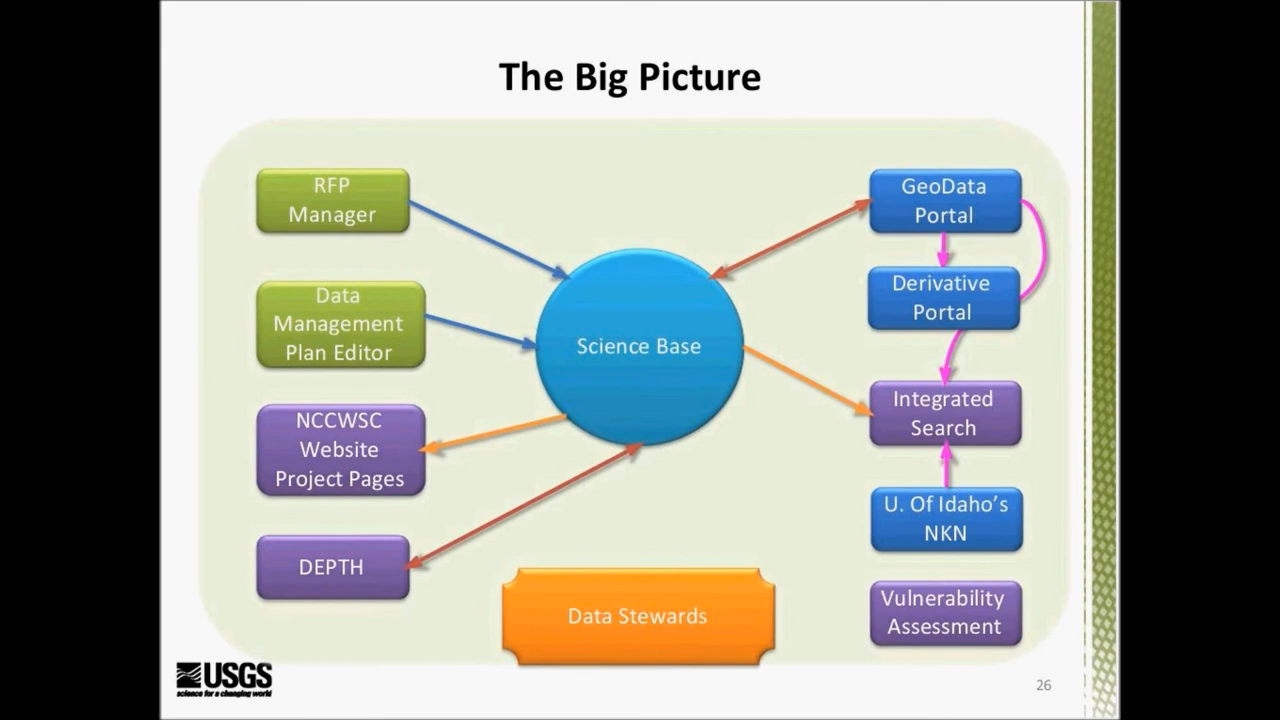 The Big Picture
RFP
Manager
Data
Management
Plan Editor
NCCWSC
Website
Project Pages
DEPTH
Science Base
Data Stewards
GeoData
Portal
Derivative
Portal
Integrated
Search
U. Of Idaho’s
NKN
Vulnerability
Assessment
USGS
science for a changing world
26